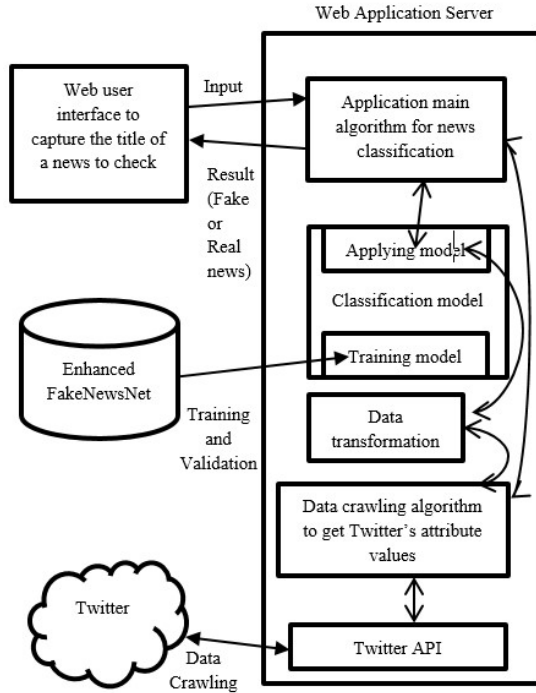 Web Application Server
Web user
interface to
capture the title of
a news to check
Input
Result
(Fake
or
Real
news)
Application main
algorithm for news
classification
Applying model
Classification model
Training model
Enhanced
FakeNewsNet
Training
and
Validation
Data
transformation
Data crawling algorithm
to get Twitter's attribute
values
Twitter
Data
Crawling
Twitter API